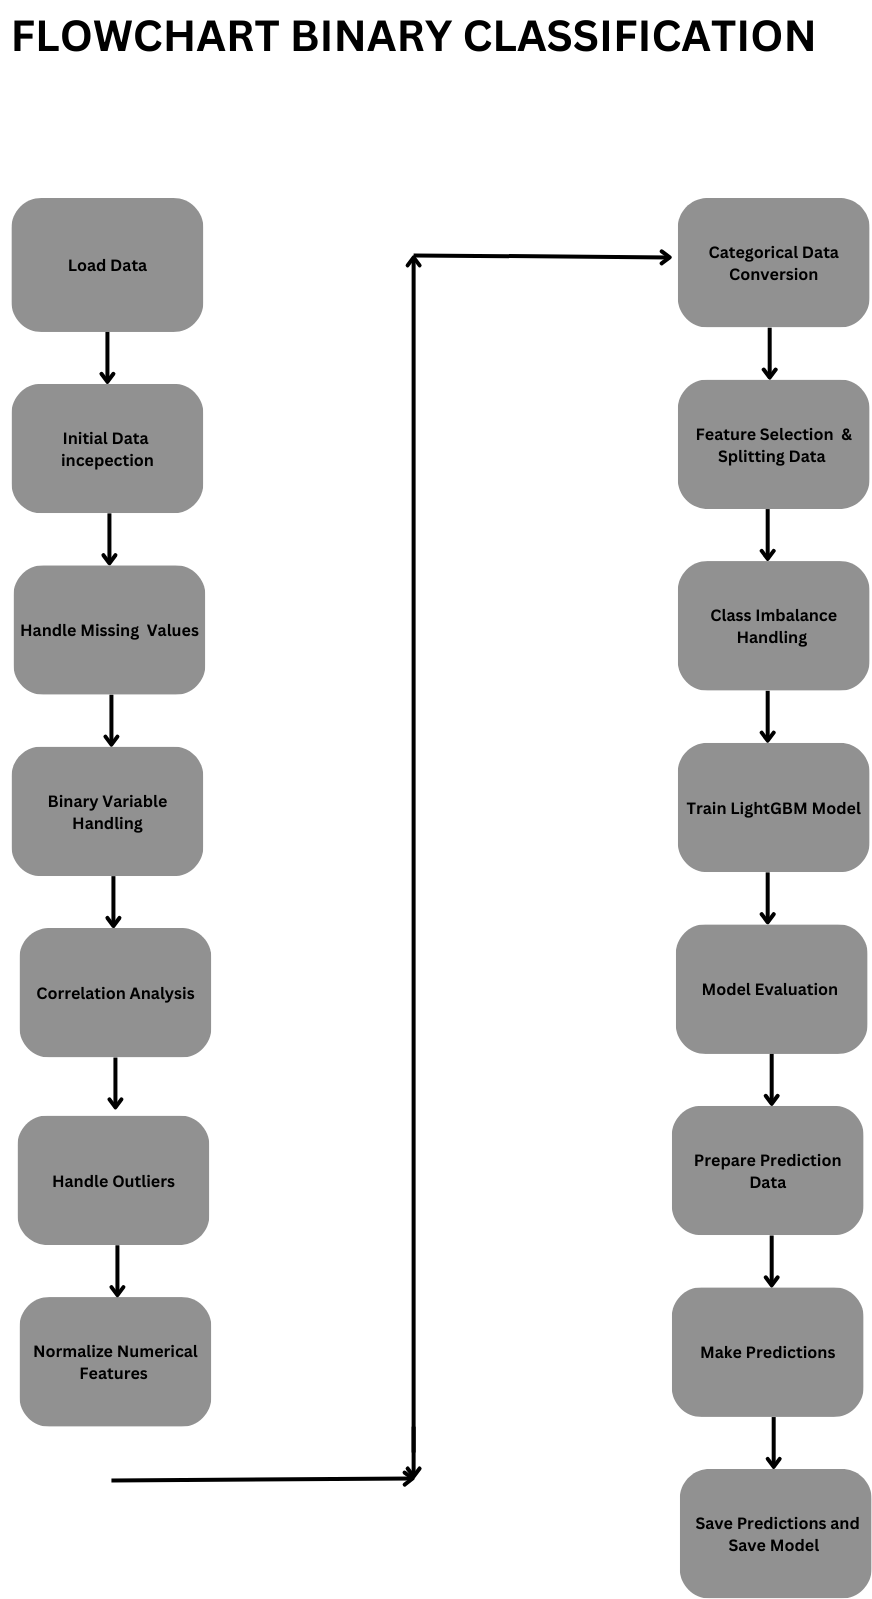 FLOWCHART BINARY CLASSIFICATION
Load Data
Initial Data
incepection
Handle Missing  Values
Binary Variable
Handling
Correlation Analysis
Handle Outliers
Normalize Numerical
Features
Categorical Data
Conversion
Feature Selection  &
Splitting Data
Class Imbalance
Handling
Train LightGBM Model
Model Evaluation
Prepare Prediction
Data
Make Predictions
Save Predictions and
Save Model